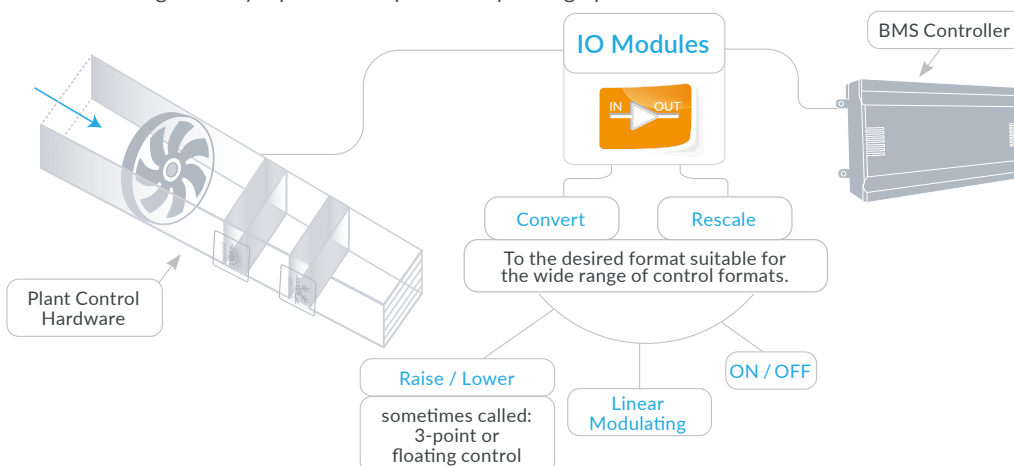 IO Modules
BMS Controller
IN OUT
Convert
Rescale
To the desired format suitable for
the wide range of control formats.
Plant Control
Hardware
Raise / Lower
sometimes called:
3-point or
floating control
Linear
Modulating
ON / OFF